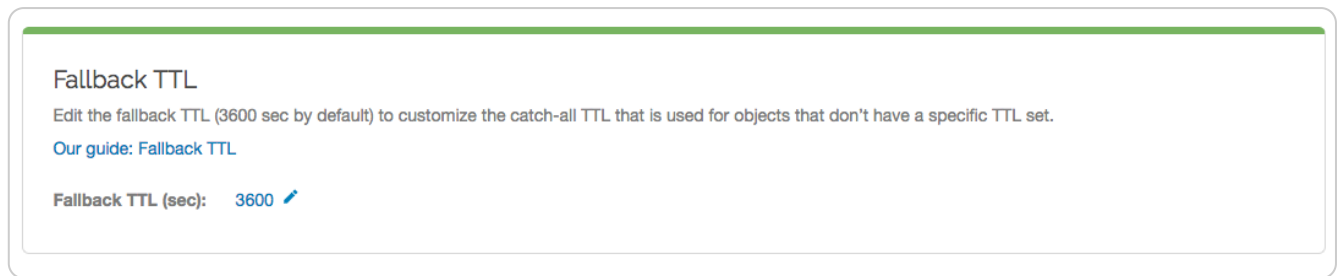 Fallback TTL
Edit the fallback TTL (3600 sec by default) to customize the catch-all TTL that is used for objects that don't have a specific TTL set.
Our guide: Fallback TTL
Fallback TTL (sec): 3600